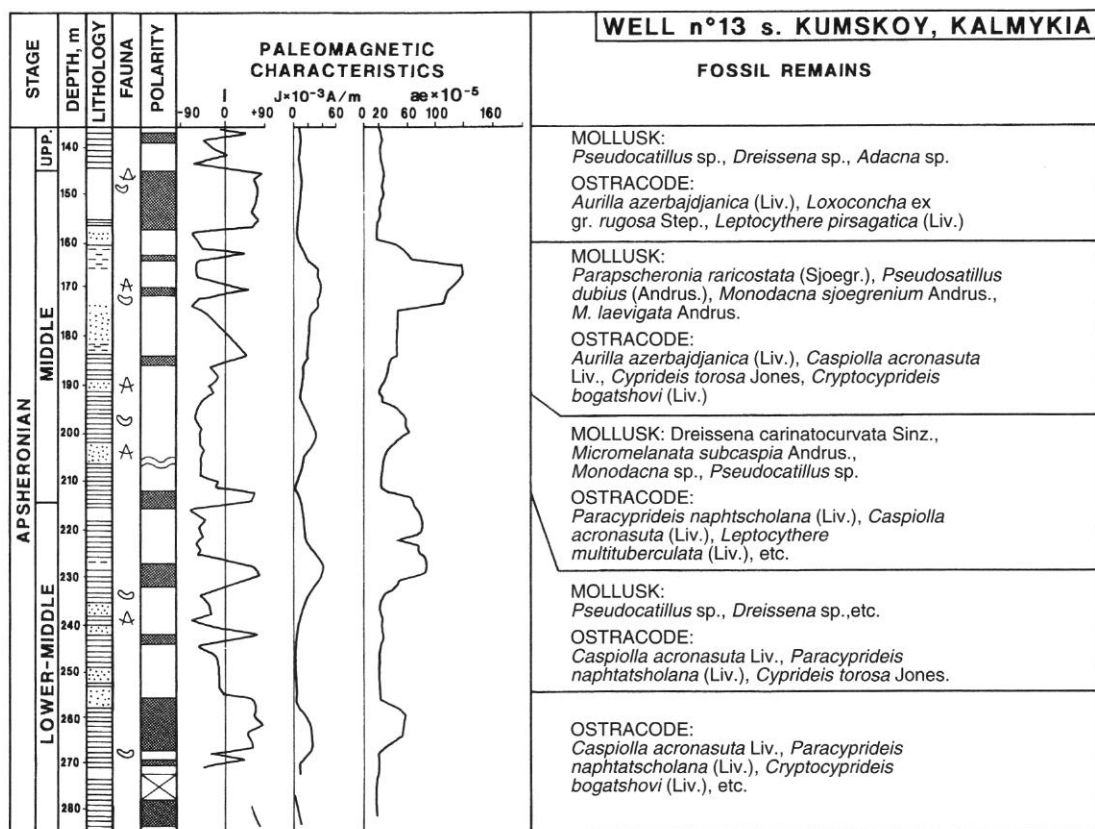 WELL n°13 s. KUMSKOY, KALMYKIA
STAGE
DEPTH, m
LITHOLOGY
FAUNA
POLARITY
PALEOMAGNETIC
CHARACTERISTICS
I
-90 0 +90
J×10-3A/m
0 60
æ×10-5
20 60 100 160
FOSSIL REMAINS
APSHERONIAN
UPP.
MIDDLE
LOWER-MIDDLE
140
150
160
170
180
190
200
210
220
230
240
250
260
270
280
MOLLUSK:
Pseudocatillus sp., Dreissena sp., Adacna sp.
OSTRACODE:
Aurilla azerbajdjanica (Liv.), Loxoconcha ex
gr. rugosa Step., Leptocythere pirsagatica (Liv.)
MOLLUSK:
Parapscheronia raricostata (Sjoegr.), Pseudosatillus
dubius (Andrus.), Monodacna sjoegrenium Andrus.,
M. laevigata Andrus.
OSTRACODE:
Aurilla azerbajdjanica (Liv.), Caspiolla acronasuta
Liv., Cyprideis torosa Jones, Cryptocyprideis
bogatshovi (Liv.)
MOLLUSK: Dreissena carinatocurvata Sinz.,
Micromelanata subcaspia Andrus.,
Monodacna sp., Pseudocatillus sp.
OSTRACODE:
Paracyprideis naphtscholana (Liv.), Caspiolla
acronasuta (Liv.), Leptocythere
multituberculata (Liv.), etc.
MOLLUSK:
Pseudocatillus sp., Dreissena sp.,etc.
OSTRACODE:
Caspiolla acronasuta Liv., Paracyprideis
naphtatsholana (Liv.), Cyprideis torosa Jones.
OSTRACODE:
Caspiolla acronasuta Liv., Paracyprideis
naphtatscholana (Liv.), Cryptocyprideis
bogatshovi (Liv.), etc.